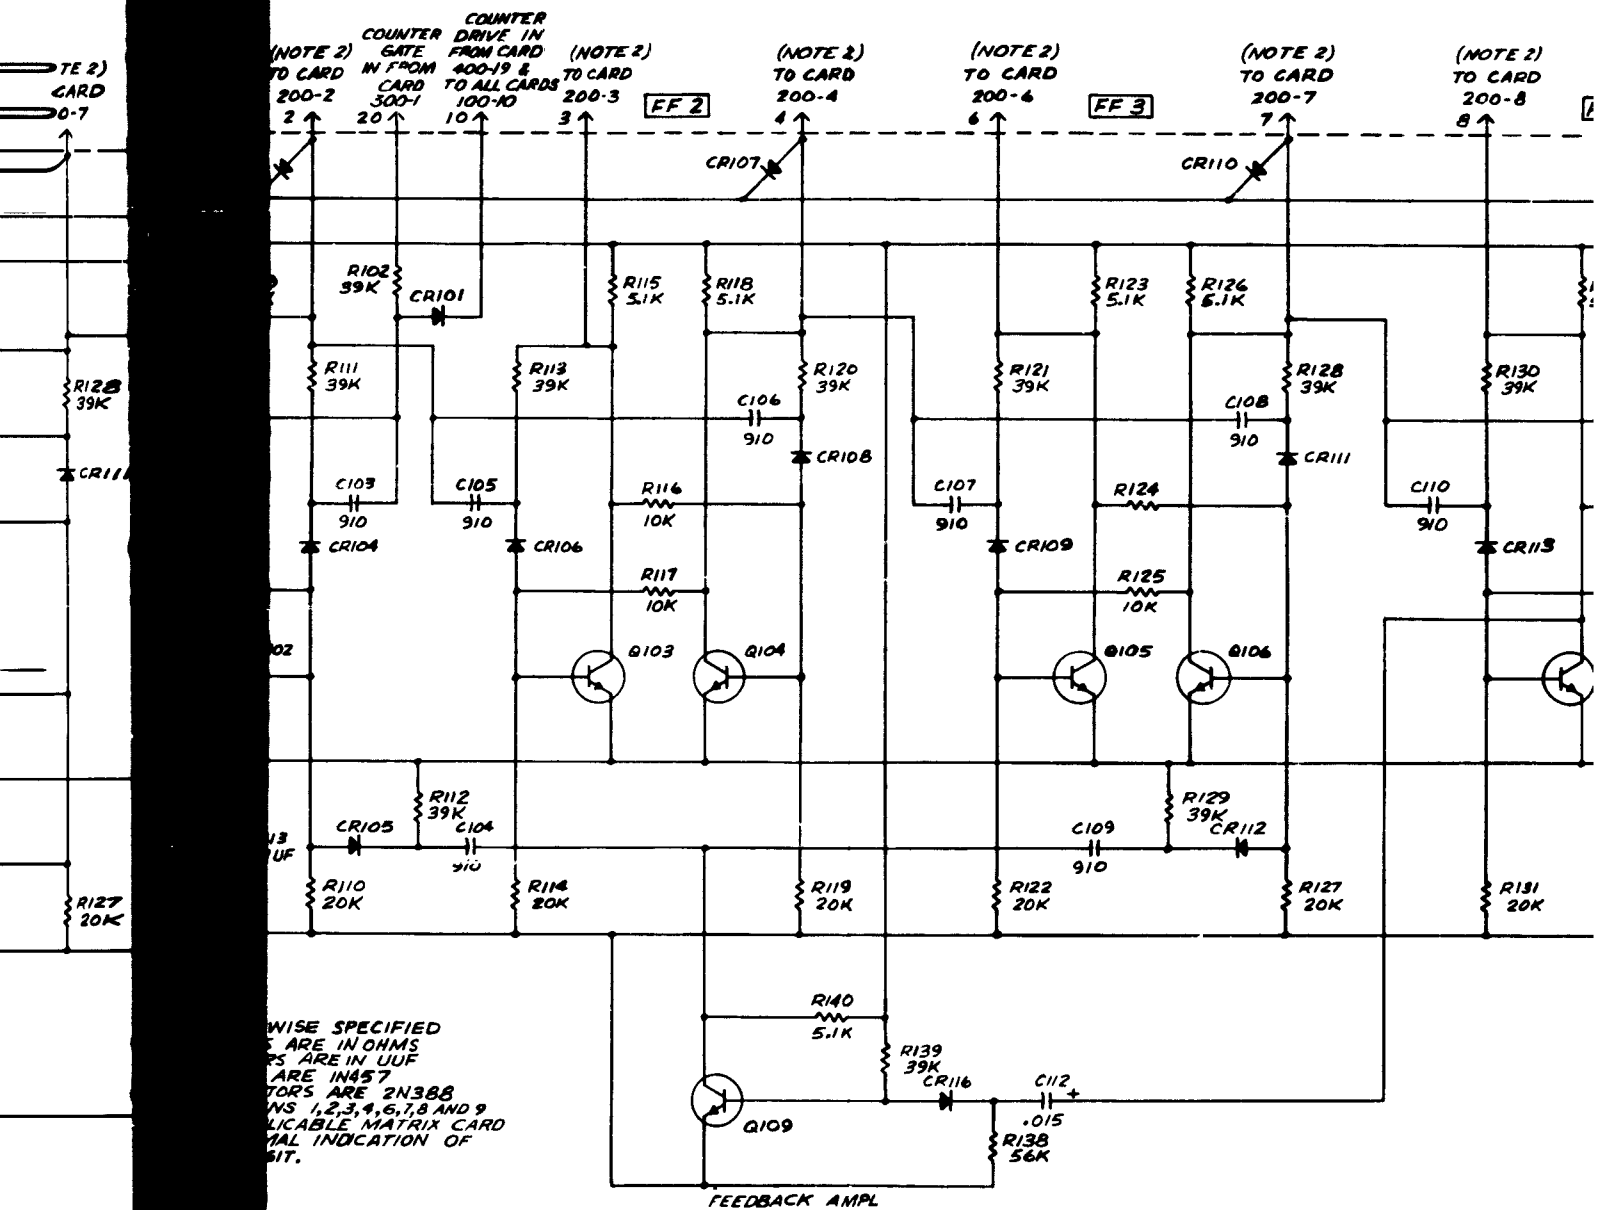 TE 2)
CARD
0-7
R128
39K
R127
20K
(NOTE 2)
TO CARD
200-2
2
COUNTER
GATE
IN FROM
CARD
300-1
20
COUNTER
DRIVE IN
FROM CARD
400-19 &
TO ALL CARDS
100-10
10
(NOTE 2)
TO CARD
200-3
3
FF 2
(NOTE 2)
TO CARD
200-4
4
(NOTE 2)
TO CARD
200-6
6
FF 3
(NOTE 2)
TO CARD
200-7
7
(NOTE 2)
TO CARD
200-8
8
CR107
CR110
R102
39K
CR101
R115
5.1K
R118
5.1K
R123
5.1K
R126
5.1K
R111
39K
R113
39K
R120
39K
R121
39K
R128
39K
R130
39K
C106
910
C108
910
CR108
CR111
C103
910
C105
910
R116
10K
C107
910
R124
C110
910
CR104
CR106
CR109
CR113
R117
10K
R125
10K
02
Q103
Q104
Q105
Q106
R112
39K
R129
39K
CR105
C104
910
C109
910
CR112
13
UF
R110
20K
R114
20K
R119
20K
R122
20K
R127
20K
R131
20K
R140
5.1K
R139
39K
CR116
C112
+
.015
R138
56K
Q109
FEEDBACK AMPL
WISE SPECIFIED
S ARE IN OHMS
RS ARE IN UUF
ARE 1N457
TORS ARE 2N388
NS 1,2,3,4,6,7,8 AND 9
LICABLE MATRIX CARD
MAL INDICATION OF
GIT.